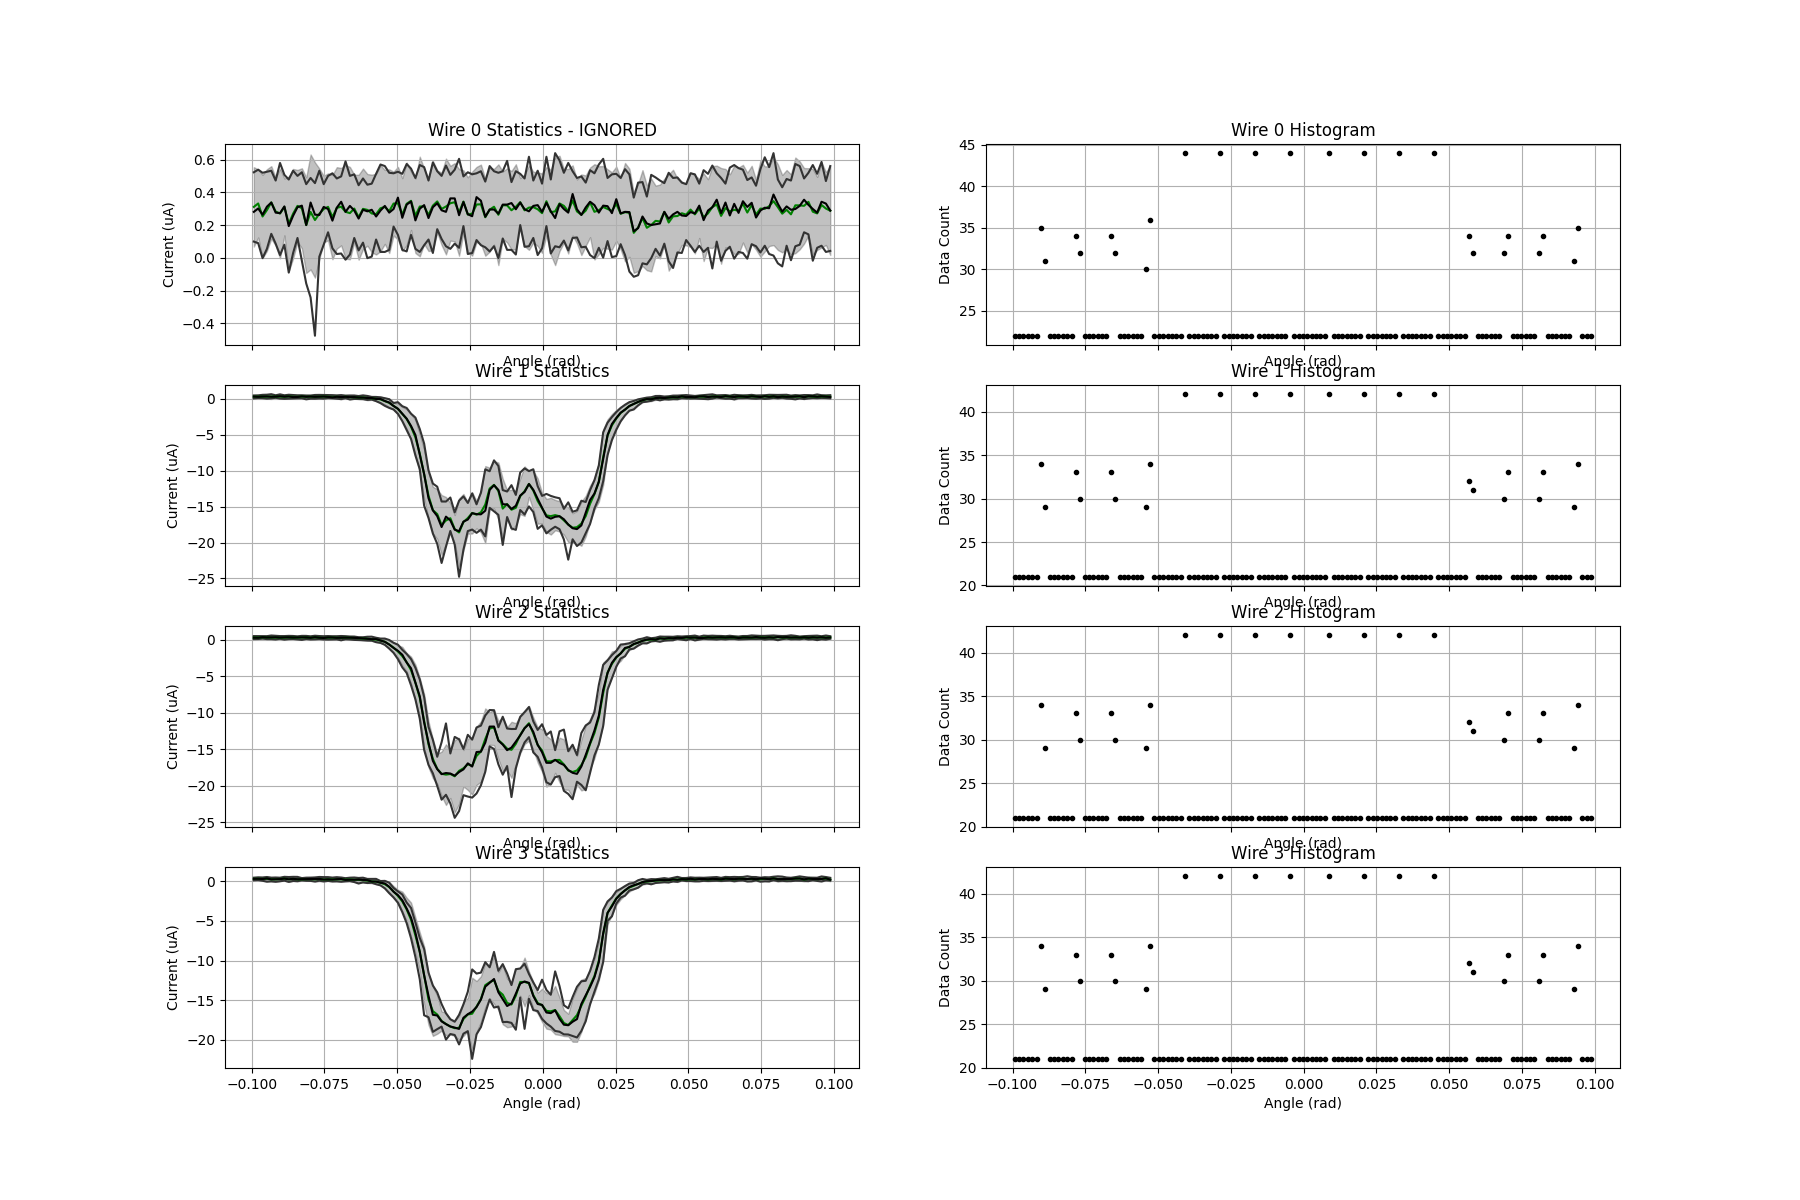 Wire 0 Statistics - IGNORED
Current (uA)
0.6
0.4
0.2
0.0
−0.2
−0.4
Angle (rad)
Wire 0 Histogram
Data Count
45
40
35
30
25
Angle (rad)
Wire 1 Statistics
Current (uA)
0
−5
−10
−15
−20
−25
Angle (rad)
Wire 1 Histogram
Data Count
40
35
30
25
20
Angle (rad)
Wire 2 Statistics
Current (uA)
0
−5
−10
−15
−20
−25
Angle (rad)
Wire 2 Histogram
Data Count
40
35
30
25
20
Angle (rad)
Wire 3 Statistics
Current (uA)
0
−5
−10
−15
−20
−0.100 −0.075 −0.050 −0.025 0.000 0.025 0.050 0.075 0.100
Angle (rad)
Wire 3 Histogram
Data Count
40
35
30
25
20
−0.100 −0.075 −0.050 −0.025 0.000 0.025 0.050 0.075 0.100
Angle (rad)